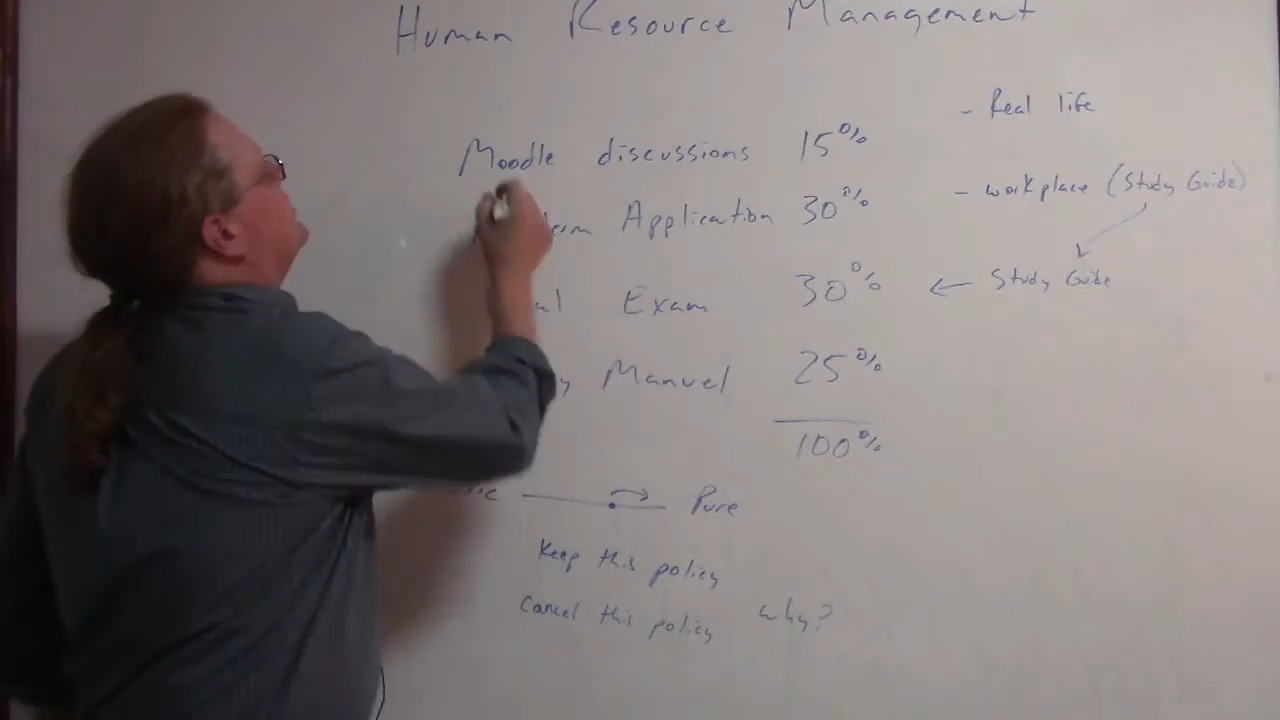 Human Resource Management
Moodle discussions 15%
Application 30%
Exam 30%
Manuel 25%
100%
- Real life
- workplace (Study Guide)
← Study Guide
Pure
Keep this policy
Cancel this policy why?